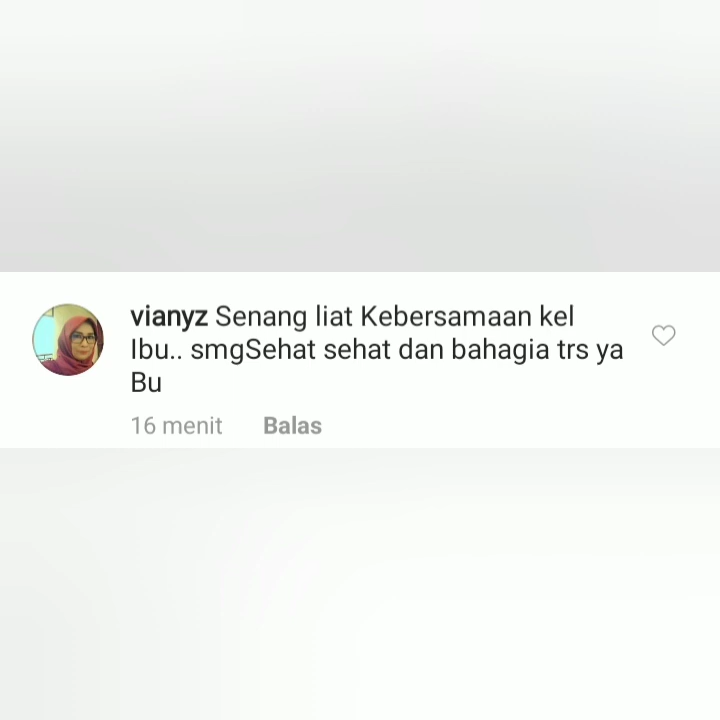 vianyz Senang liat Kebersamaan kel
Ibu.. smgSehat sehat dan bahagia trs ya
Bu
16 menit Balas